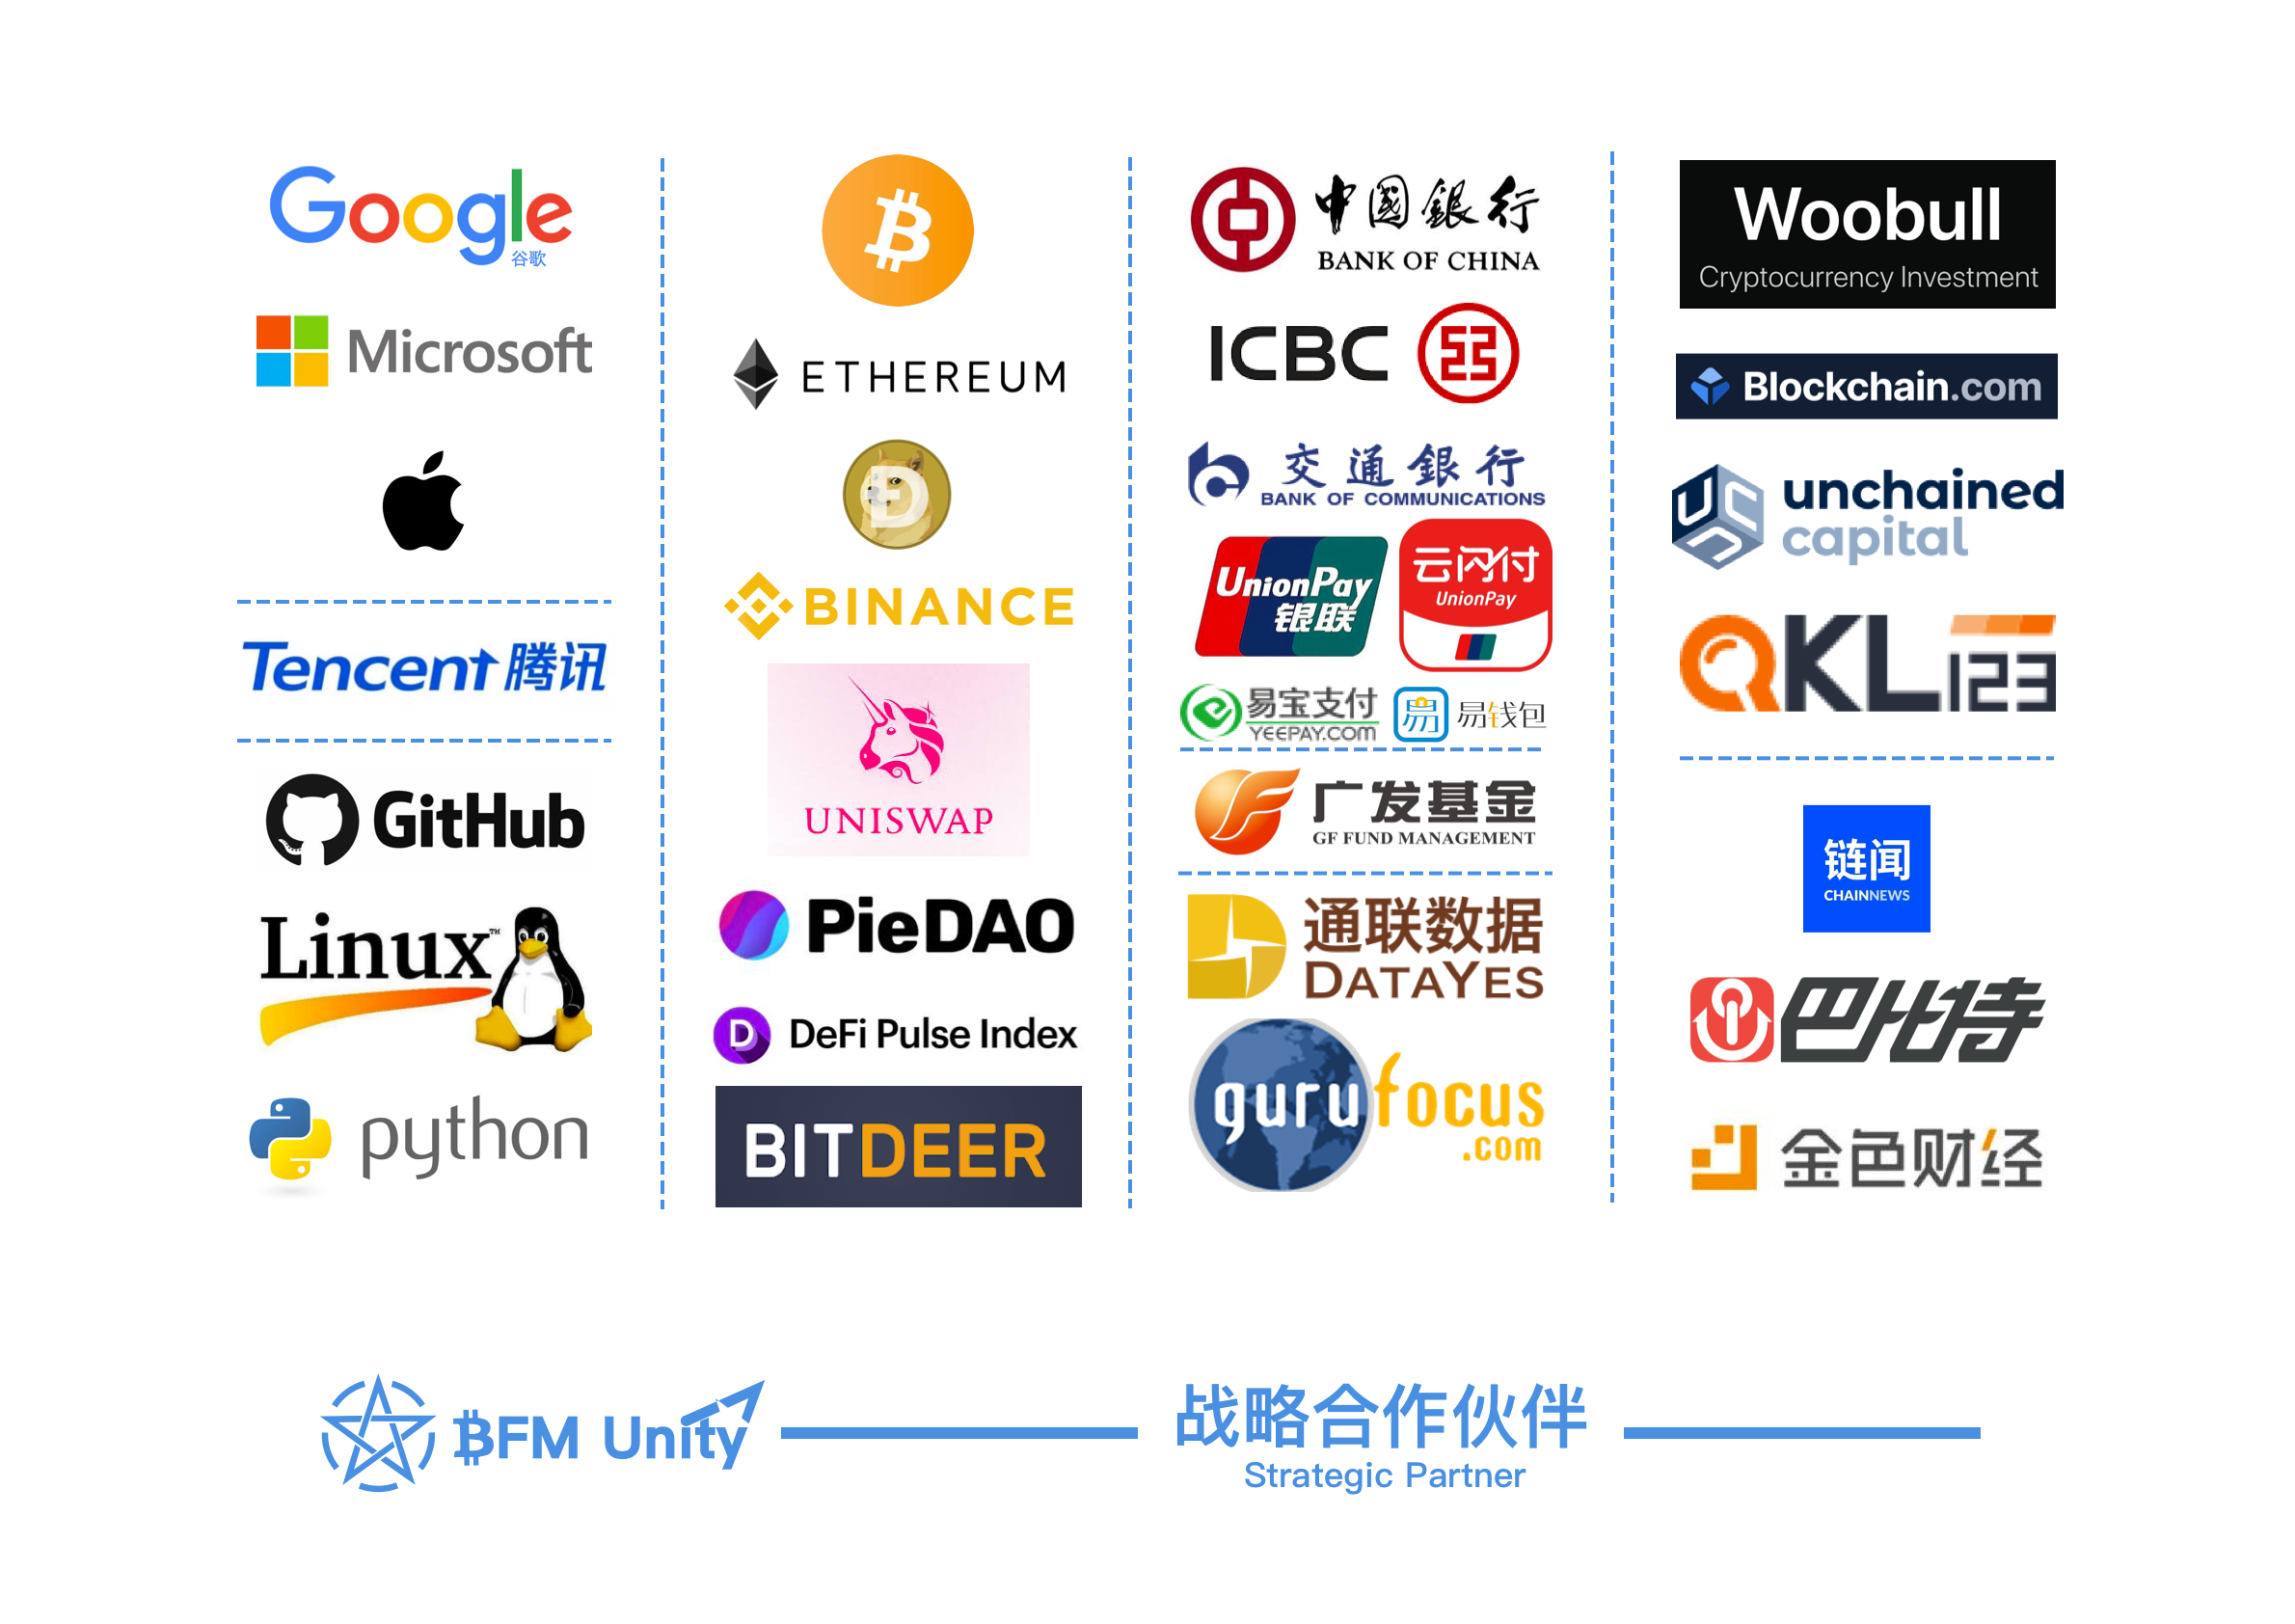 Google
谷歌
Microsoft
Tencent 腾讯
GitHub
Linux™
python
ETHEREUM
BINANCE
UNISWAP
PieDAO
DeFi Pulse Index
BITDEER
中國銀行
BANK OF CHINA
ICBC
交通銀行
BANK OF COMMUNICATIONS
UnionPay
银联
云闪付
UnionPay
易宝支付
YEEPAY.COM
易钱包
广发基金
GF FUND MANAGEMENT
通联数据
DATAYES
gurufocus
.com
Woobull
Cryptocurrency Investment
Blockchain.com
unchained
capital
QKL123
链闻
CHAINNEWS
巴比特
金色财经
BFM Unity
战略合作伙伴
Strategic Partner